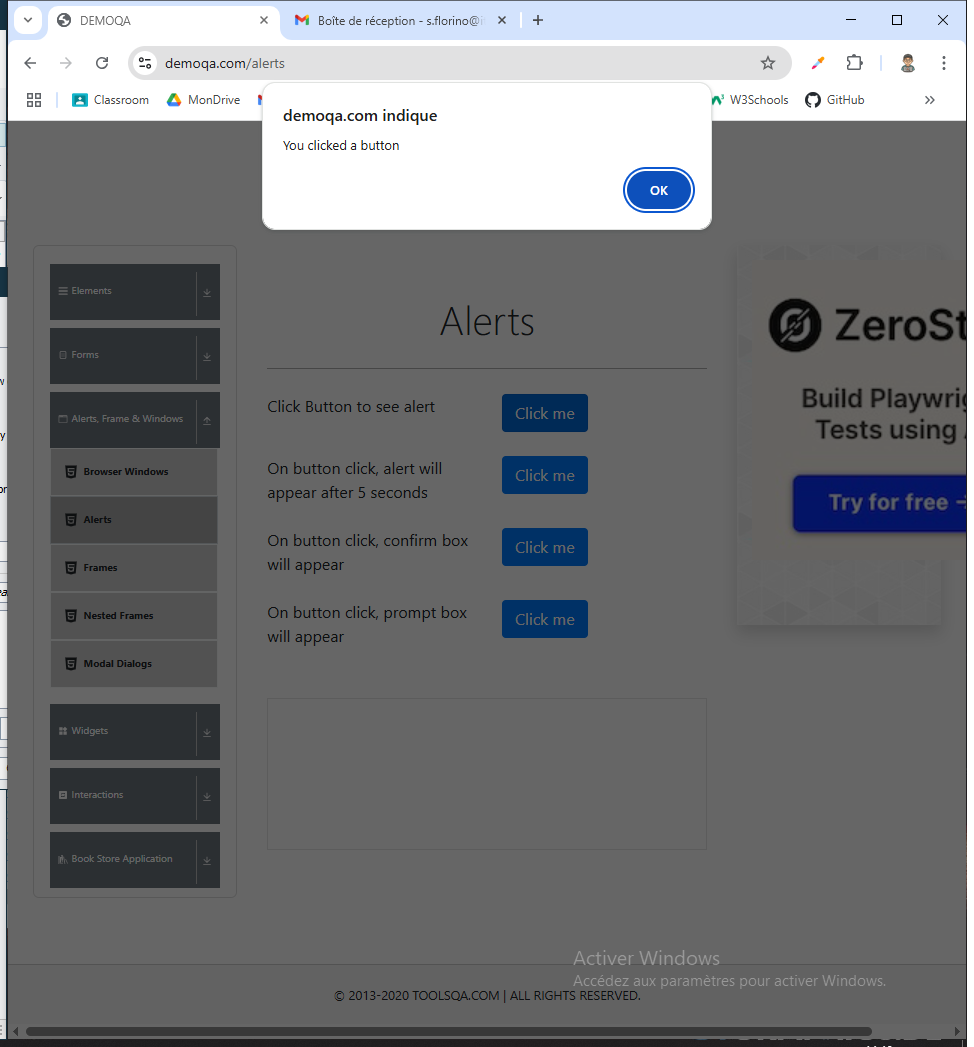 DEMOQA
Boîte de réception - s.florino@i
demoqa.com/alerts
Classroom
MonDrive
W3Schools
GitHub
demoqa.com indique
You clicked a button
OK
Elements
Forms
Alerts, Frame & Windows
Browser Windows
Alerts
Frames
Nested Frames
Modal Dialogs
Widgets
Interactions
Book Store Application
Alerts
Click Button to see alert
Click me
On button click, alert will
appear after 5 seconds
Click me
On button click, confirm box
will appear
Click me
On button click, prompt box
will appear
Click me
ZeroSt
Build Playwrig
Tests using
Try for free
Activer Windows
Accédez aux paramètres pour activer Windows.
© 2013-2020 TOOLSQA.COM | ALL RIGHTS RESERVED.